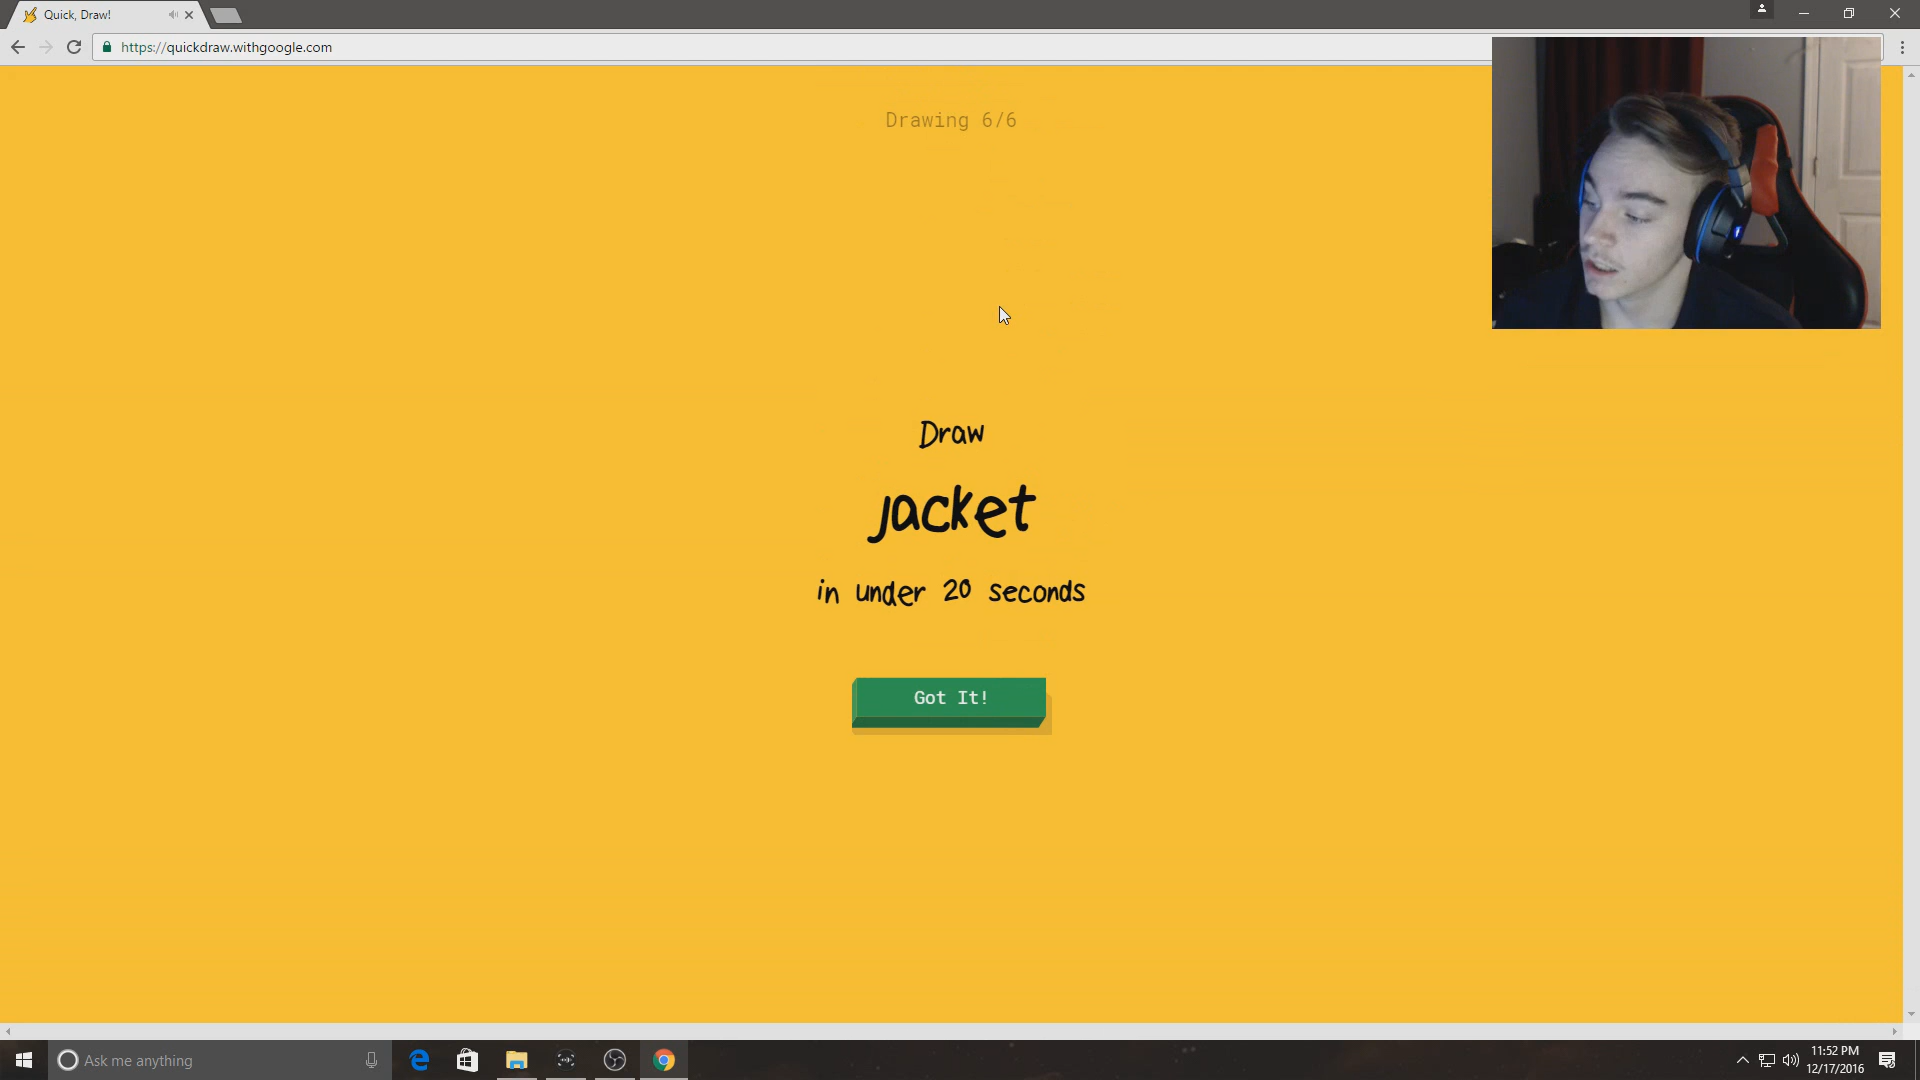 Quick, Draw!
https://quickdraw.withgoogle.com
Drawing 6/6
Draw
jacket
in under 20 seconds
Got It!
Ask me anything
11:52 PM
12/17/2016